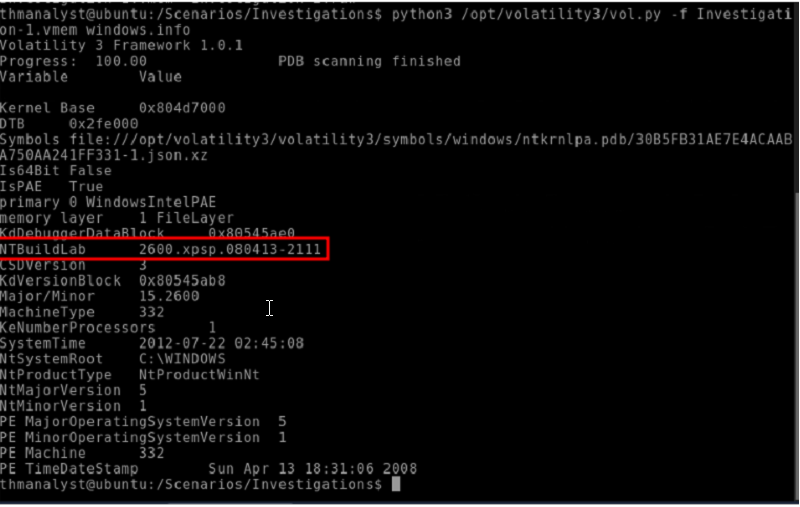 thmanalyst@ubuntu:/Scenarios/Investigations$ python3 /opt/volatility3/vol.py -f Investigati
on-1.vmem windows.info
Volatility 3 Framework 1.0.1
Progress:  100.00               PDB scanning finished
Variable        Value
Kernel Base     0x804d7000
DTB     0x2fe000
Symbols file:///opt/volatility3/volatility3/symbols/windows/ntkrnlpa.pdb/30B5FB31AE7E4ACAAB
A750AA241FF331-1.json.xz
Is64Bit False
IsPAE   True
primary 0 WindowsIntelPAE
memory layer    1 FileLayer
KdDebuggerDataBlock     0x80545ae0
NTBuildLab      2600.xpsp.080413-2111
CSDVersion      3
KdVersionBlock  0x80545ab8
Major/Minor     15.2600
MachineType     332
KeNumberProcessors      1
SystemTime      2012-07-22 02:45:08
NtSystemRoot    C:\WINDOWS
NtProductType   NtProductWinNt
NtMajorVersion  5
NtMinorVersion  1
PE MajorOperatingSystemVersion  5
PE MinorOperatingSystemVersion  1
PE Machine      332
PE TimeDateStamp        Sun Apr 13 18:31:06 2008
thmanalyst@ubuntu:/Scenarios/Investigations$